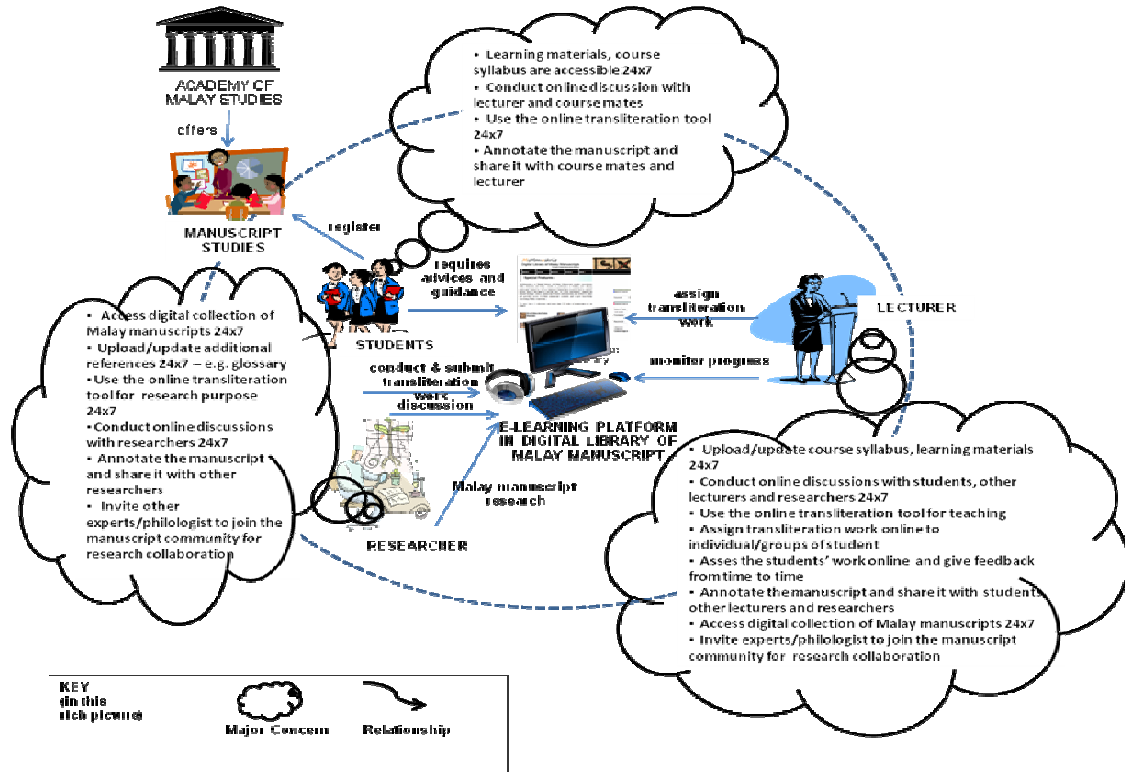 ACADEMY OF
MALAY STUDIES
offers
MANUSCRIPT
STUDIES
register
• Learning materials, course
syllabus are accessible 24x7
• Conduct online discussion with
lecturer and course mates
• Use the online transliteration tool
24x7
• Annotate the manuscript and
share it with course mates and
lecturer
requires
advices and
guidance
STUDENTS
assign
transliteration
work
LECTURER
monitor progress
conduct & submit
transliteration
work
discussion
E-LEARNING PLATFORM
IN DIGITAL LIBRARY OF
MALAY MANUSCRIPT
Malay manuscript
research
RESEARCHER
• Access digital collection of
Malay manuscripts 24x7
• Upload/update additional
references 24x7 – e.g. glossary
•Use the online transliteration
tool for research purpose
24x7
•Conduct online discussions
with researchers 24x7
• Annotate the manuscript
and share it with other
researchers
• Invite other
experts/philologist to join the
manuscript community for
research collaboration
• Upload/update course syllabus, learning materials
24x7
• Conduct online discussions with students, other
lecturers and researchers 24x7
• Use the online transliteration tool for teaching
• Assign transliteration work online to
individual/groups of student
• Asses the students' work online and give feedback
from time to time
• Annotate the manuscript and share it with students
other lecturers and researchers
• Access digital collection of Malay manuscripts 24x7
• Invite experts/philologist to join the manuscript
community for research collaboration
KEY
(in this
rich picture)
Major Concern
Relationship